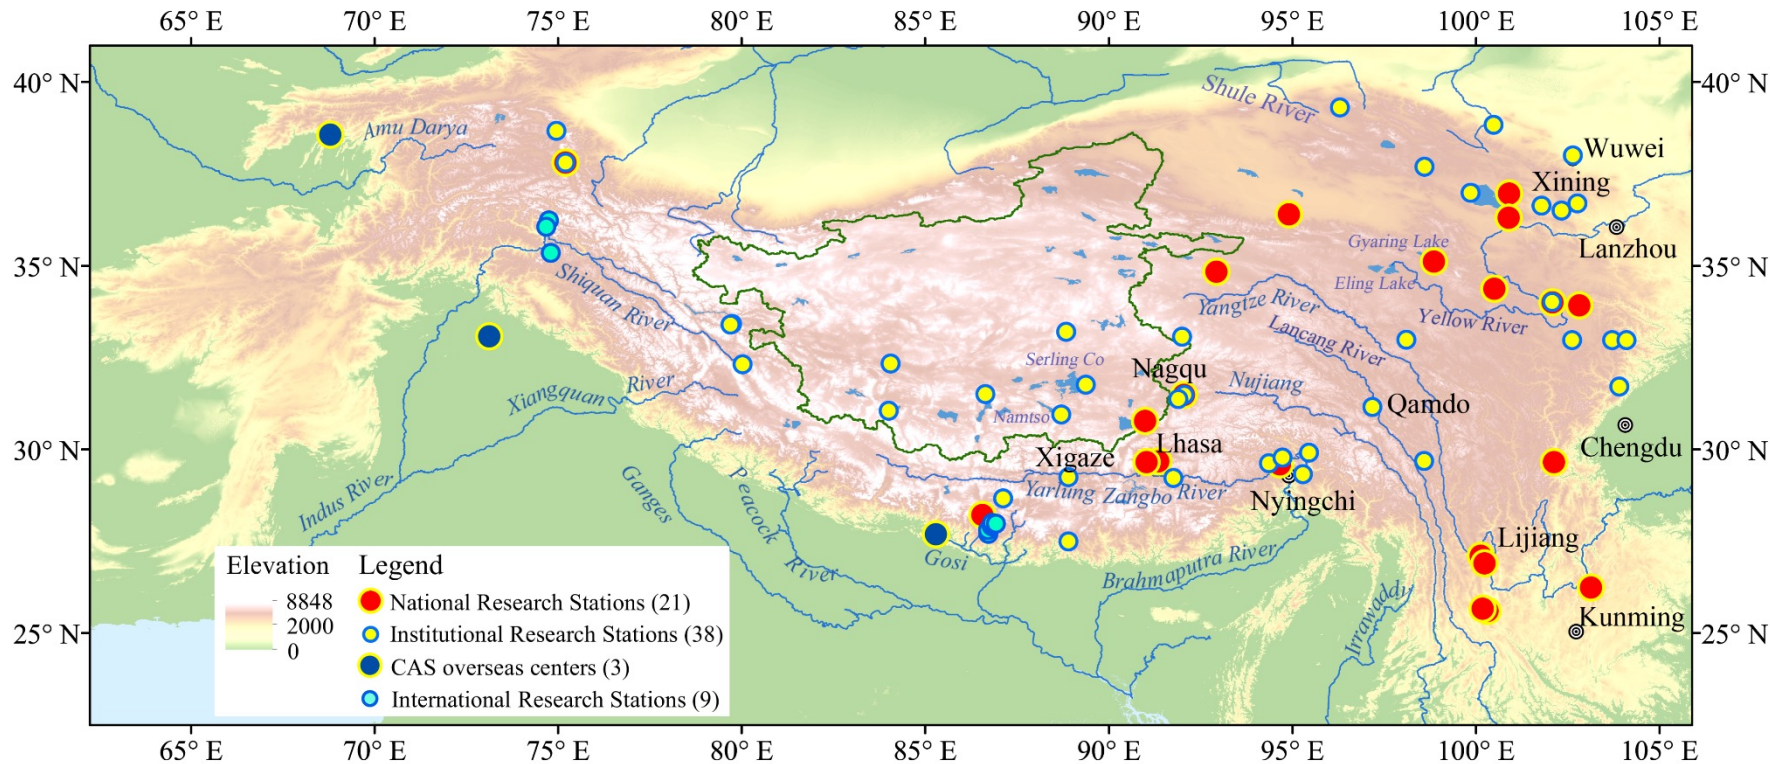 65° E 70° E 75° E 80° E 85° E 90° E 95° E 100° E 105° E
40° N 40° N
35° N 35° N
30° N 30° N
25° N 25° N
Amu Darya
Shule River
Wuwei
Xining
Lanzhou
Gyaring Lake
Eling Lake
Shiquan River
Yangtze River
Yellow River
Lancang River
Serling Co
Nagqu
Nujiang
Xiangquan River
Namtso
Qamdo
Chengdu
Lhasa
Xigaze
Yarlung Zangbo River
Nyingchi
Indus River
Ganges
Peacock River
Gosi
Brahmaputra River
Irrawaddy
Lijiang
Kunming
Elevation
8848
2000
0
Legend
National Research Stations (21)
Institutional Research Stations (38)
CAS overseas centers (3)
International Research Stations (9)
65° E 70° E 75° E 80° E 85° E 90° E 95° E 100° E 105° E